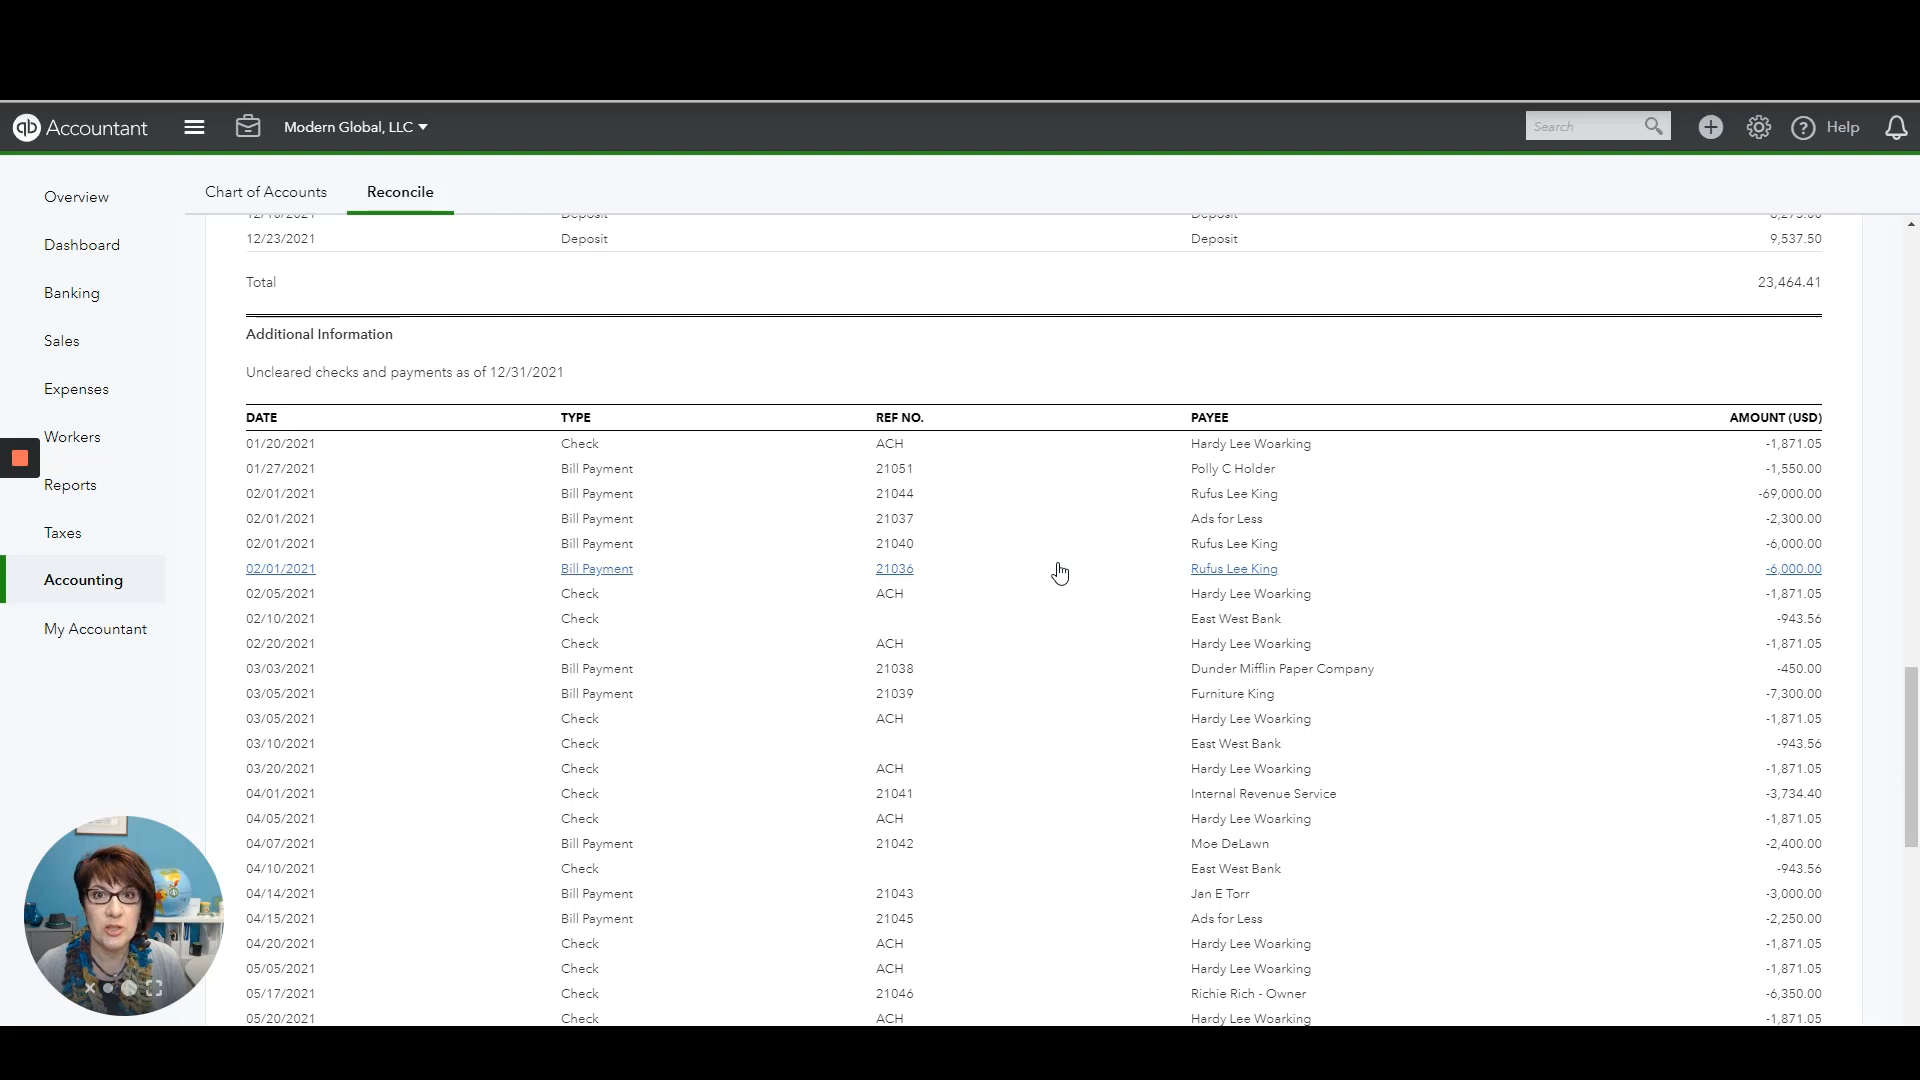 qb Accountant Modern Global, LLC Search Help
Chart of Accounts Reconcile
Overview
Dashboard
Banking
Sales
Expenses
Workers
Reports
Taxes
Accounting
My Accountant
12/23/2021 Deposit Deposit 9,537.50
Total 23,464.41
Additional Information
Uncleared checks and payments as of 12/31/2021
DATE TYPE REF NO. PAYEE AMOUNT (USD)
01/20/2021 Check ACH Hardy Lee Woarking -1,871.05
01/27/2021 Bill Payment 21051 Polly C Holder -1,550.00
02/01/2021 Bill Payment 21044 Rufus Lee King -69,000.00
02/01/2021 Bill Payment 21037 Ads for Less -2,300.00
02/01/2021 Bill Payment 21040 Rufus Lee King -6,000.00
02/01/2021 Bill Payment 21036 Rufus Lee King -6,000.00
02/05/2021 Check ACH Hardy Lee Woarking -1,871.05
02/10/2021 Check East West Bank -943.56
02/20/2021 Check ACH Hardy Lee Woarking -1,871.05
03/03/2021 Bill Payment 21038 Dunder Mifflin Paper Company -450.00
03/05/2021 Bill Payment 21039 Furniture King -7,300.00
03/05/2021 Check ACH Hardy Lee Woarking -1,871.05
03/10/2021 Check East West Bank -943.56
03/20/2021 Check ACH Hardy Lee Woarking -1,871.05
04/01/2021 Check 21041 Internal Revenue Service -3,734.40
04/05/2021 Check ACH Hardy Lee Woarking -1,871.05
04/07/2021 Bill Payment 21042 Moe DeLawn -2,400.00
04/10/2021 Check East West Bank -943.56
04/14/2021 Bill Payment 21043 Jan E Torr -3,000.00
04/15/2021 Bill Payment 21045 Ads for Less -2,250.00
04/20/2021 Check ACH Hardy Lee Woarking -1,871.05
05/05/2021 Check ACH Hardy Lee Woarking -1,871.05
05/17/2021 Check 21046 Richie Rich - Owner -6,350.00
05/20/2021 Check ACH Hardy Lee Woarking -1,871.05